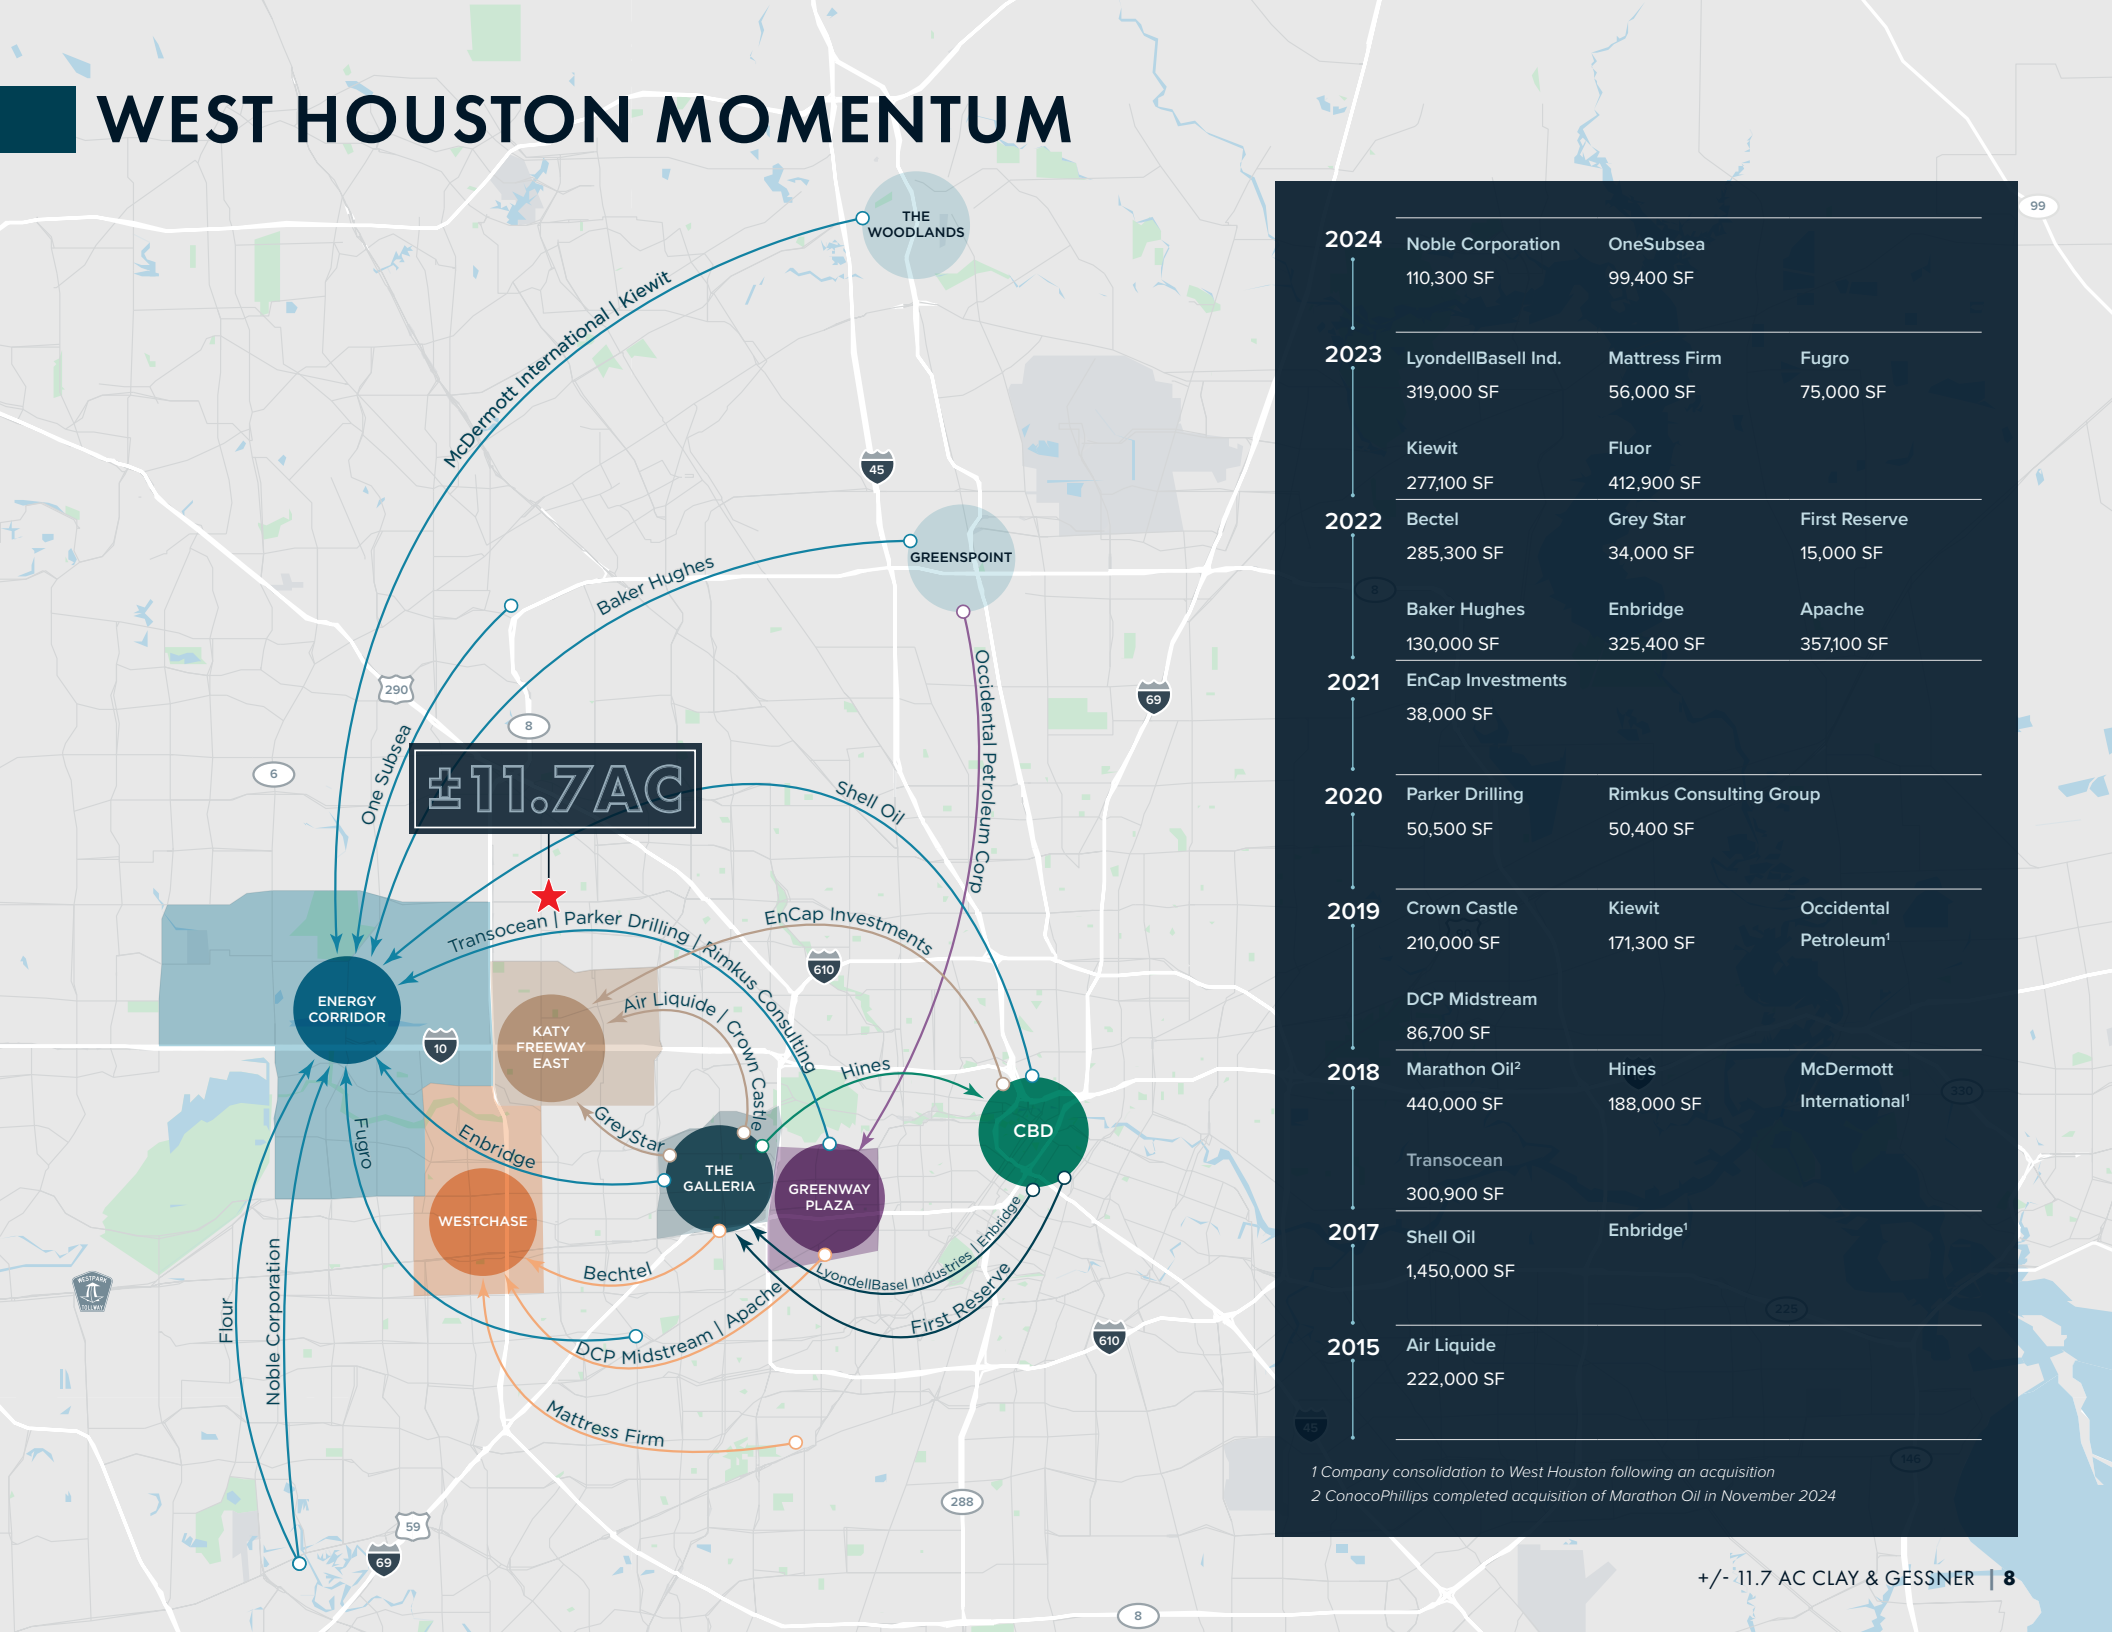 WEST HOUSTON MOMENTUM
THE
WOODLANDS
McDermott International | Kiewit
45
GREENSPOINT
Baker Hughes
Occidental Petroleum Corp
290
8
69
6
One Subsea
±11.7AC
Shell Oil
Transocean | Parker Drilling | Rimkus Consulting
EnCap Investments
610
Air Liquide | Crown Castle
ENERGY
CORRIDOR
10
KATY
FREEWAY
EAST
Hines
GreyStar
Fugro
Enbridge
CBD
THE
GALLERIA
GREENWAY
PLAZA
WESTCHASE
LyondellBasel Industries | Enbridge
First Reserve
Bechtel
DCP Midstream | Apache
Mattress Firm
WESTPARK
TOLLWAY
Flour
Noble Corporation
610
288
59
69
8
99
2024
Noble Corporation
OneSubsea
110,300 SF
99,400 SF
2023
LyondellBasell Ind.
Mattress Firm
Fugro
319,000 SF
56,000 SF
75,000 SF
Kiewit
Fluor
277,100 SF
412,900 SF
2022
Bectel
Grey Star
First Reserve
285,300 SF
34,000 SF
15,000 SF
8
Baker Hughes
Enbridge
Apache
130,000 SF
325,400 SF
357,100 SF
2021
EnCap Investments
38,000 SF
2020
Parker Drilling
Rimkus Consulting Group
50,500 SF
50,400 SF
2019
Crown Castle
Kiewit
Occidental
Petroleum¹
210,000 SF
171,300 SF
DCP Midstream
86,700 SF
2018
Marathon Oil²
Hines
McDermott
International¹
440,000 SF
188,000 SF
330
Transocean
300,900 SF
2017
Shell Oil
Enbridge¹
1,450,000 SF
225
2015
Air Liquide
222,000 SF
45
146
1 Company consolidation to West Houston following an acquisition
2 ConocoPhillips completed acquisition of Marathon Oil in November 2024
+/- 11.7 AC CLAY & GESSNER | 8